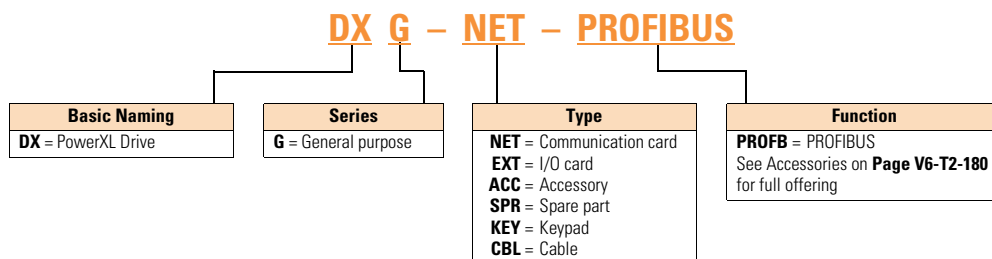 DX G – NET – PROFIBUS
Basic Naming
DX = PowerXL Drive
Series
G = General purpose
Type
NET = Communication card
EXT = I/O card
ACC = Accessory
SPR = Spare part
KEY = Keypad
CBL = Cable
Function
PROFB = PROFIBUS
See Accessories on Page V6-T2-180
for full offering